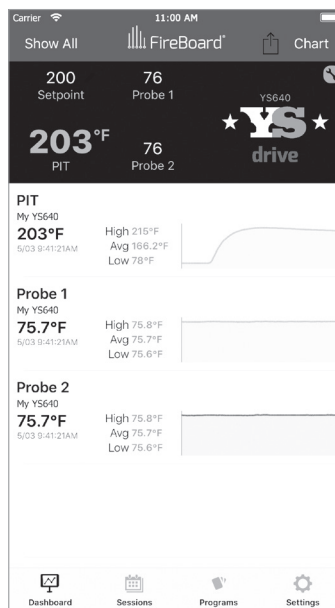 Carrier 11:00 AM
Show All FireBoard® Chart
200 76
Setpoint Probe 1
YS640
YS
drive
203°F 76
PIT Probe 2
PIT
My YS640
203°F
5/03 9:41:21AM
High 215°F
Avg 166.2°F
Low 78°F
Probe 1
My YS640
75.7°F
5/03 9:41:21AM
High 75.8°F
Avg 75.7°F
Low 75.6°F
Probe 2
My YS640
75.7°F
5/03 9:41:21AM
High 75.8°F
Avg 75.7°F
Low 75.6°F
Dashboard Sessions Programs Settings